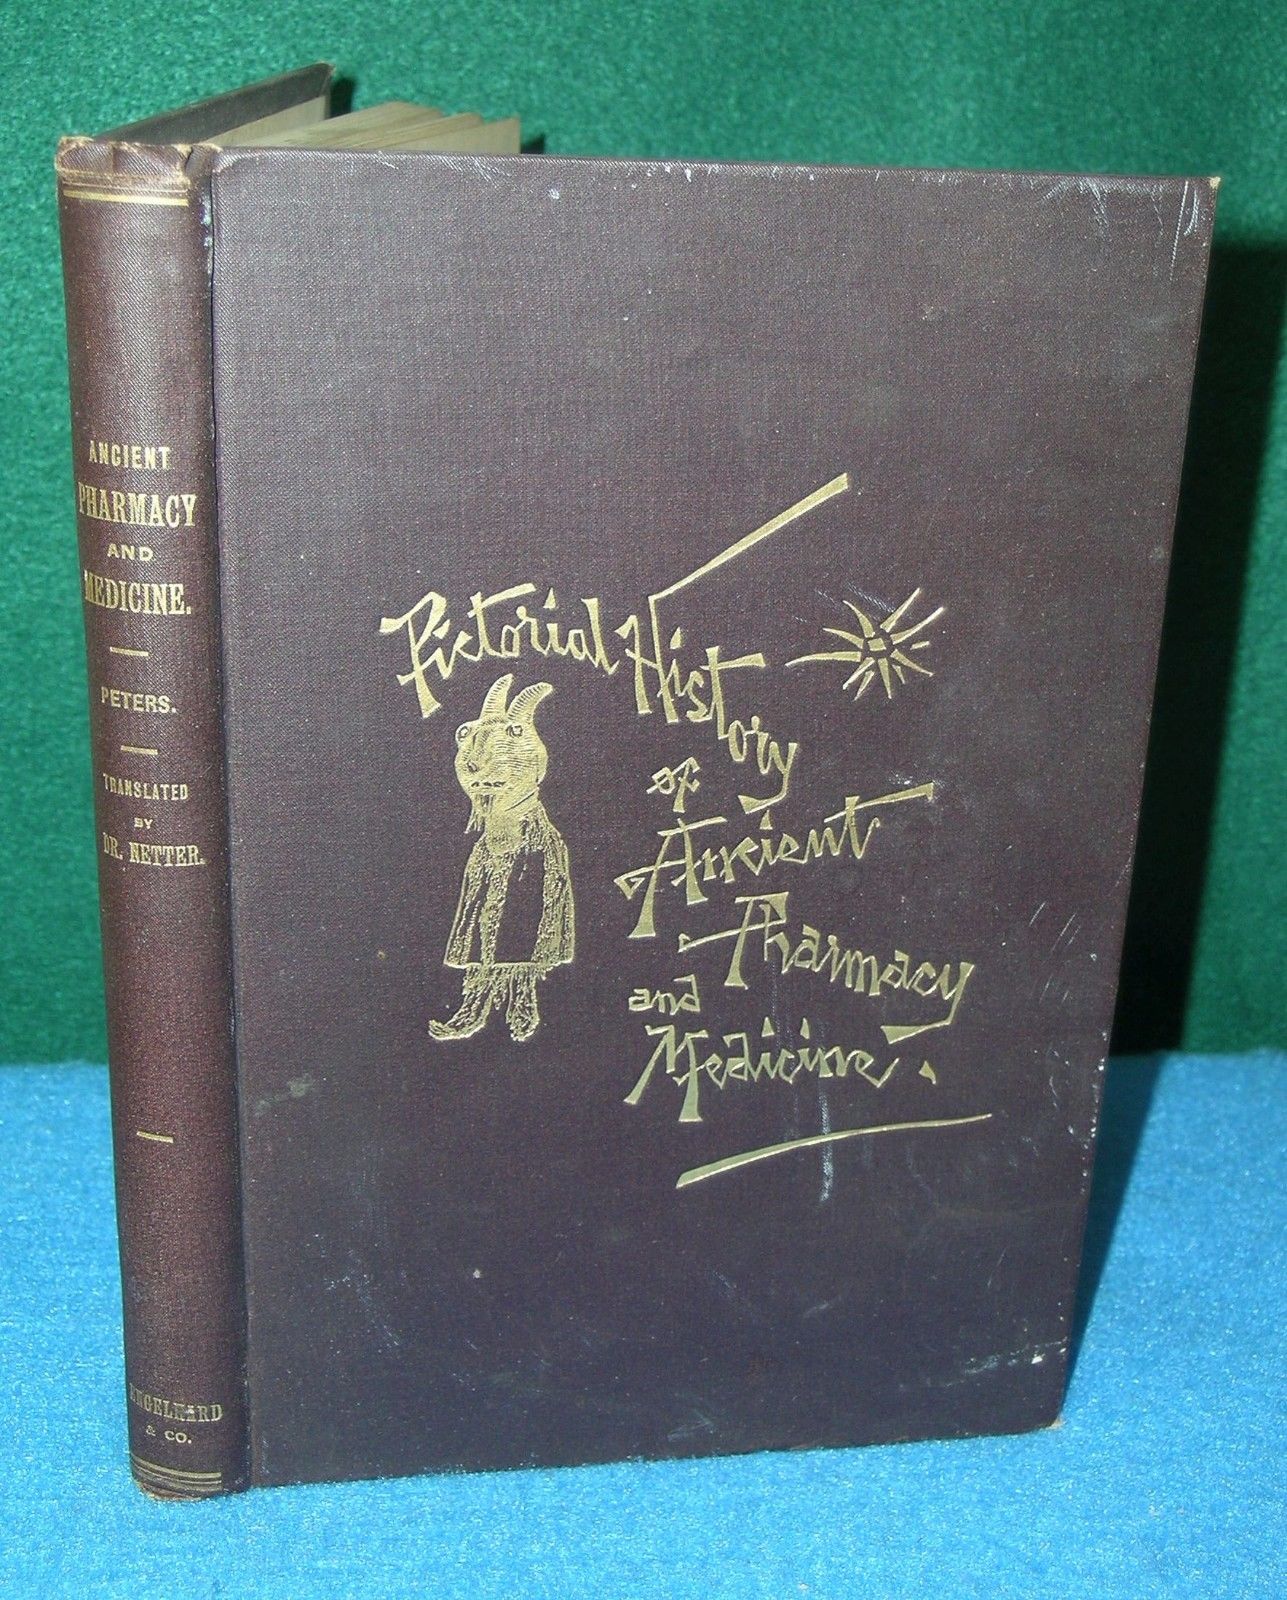 ANCIENT
PHARMACY
AND
MEDICINE.
PETERS.
TRANSLATED
BY
DR. NETTER.
ENGELHARD
& CO.
Pictorial History
of
Ancient
Pharmacy
and
Medicine.